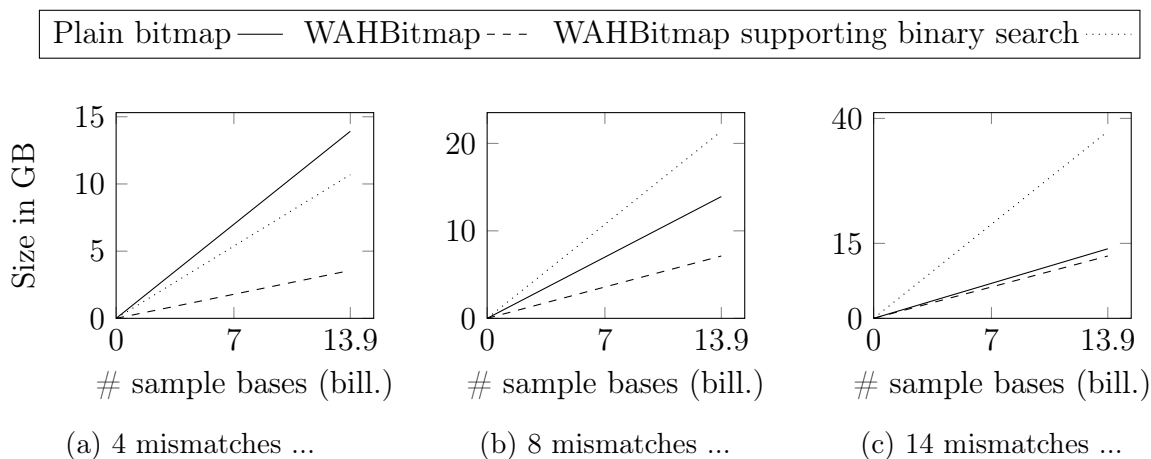 Plain bitmap WAHBitmap WAHBitmap supporting binary search
Size in GB
15
10
5
0
0 7 13.9
# sample bases (bill.)
(a) 4 mismatches ...
20
10
0
0 7 13.9
# sample bases (bill.)
(b) 8 mismatches ...
40
15
0
0 7 13.9
# sample bases (bill.)
(c) 14 mismatches ...